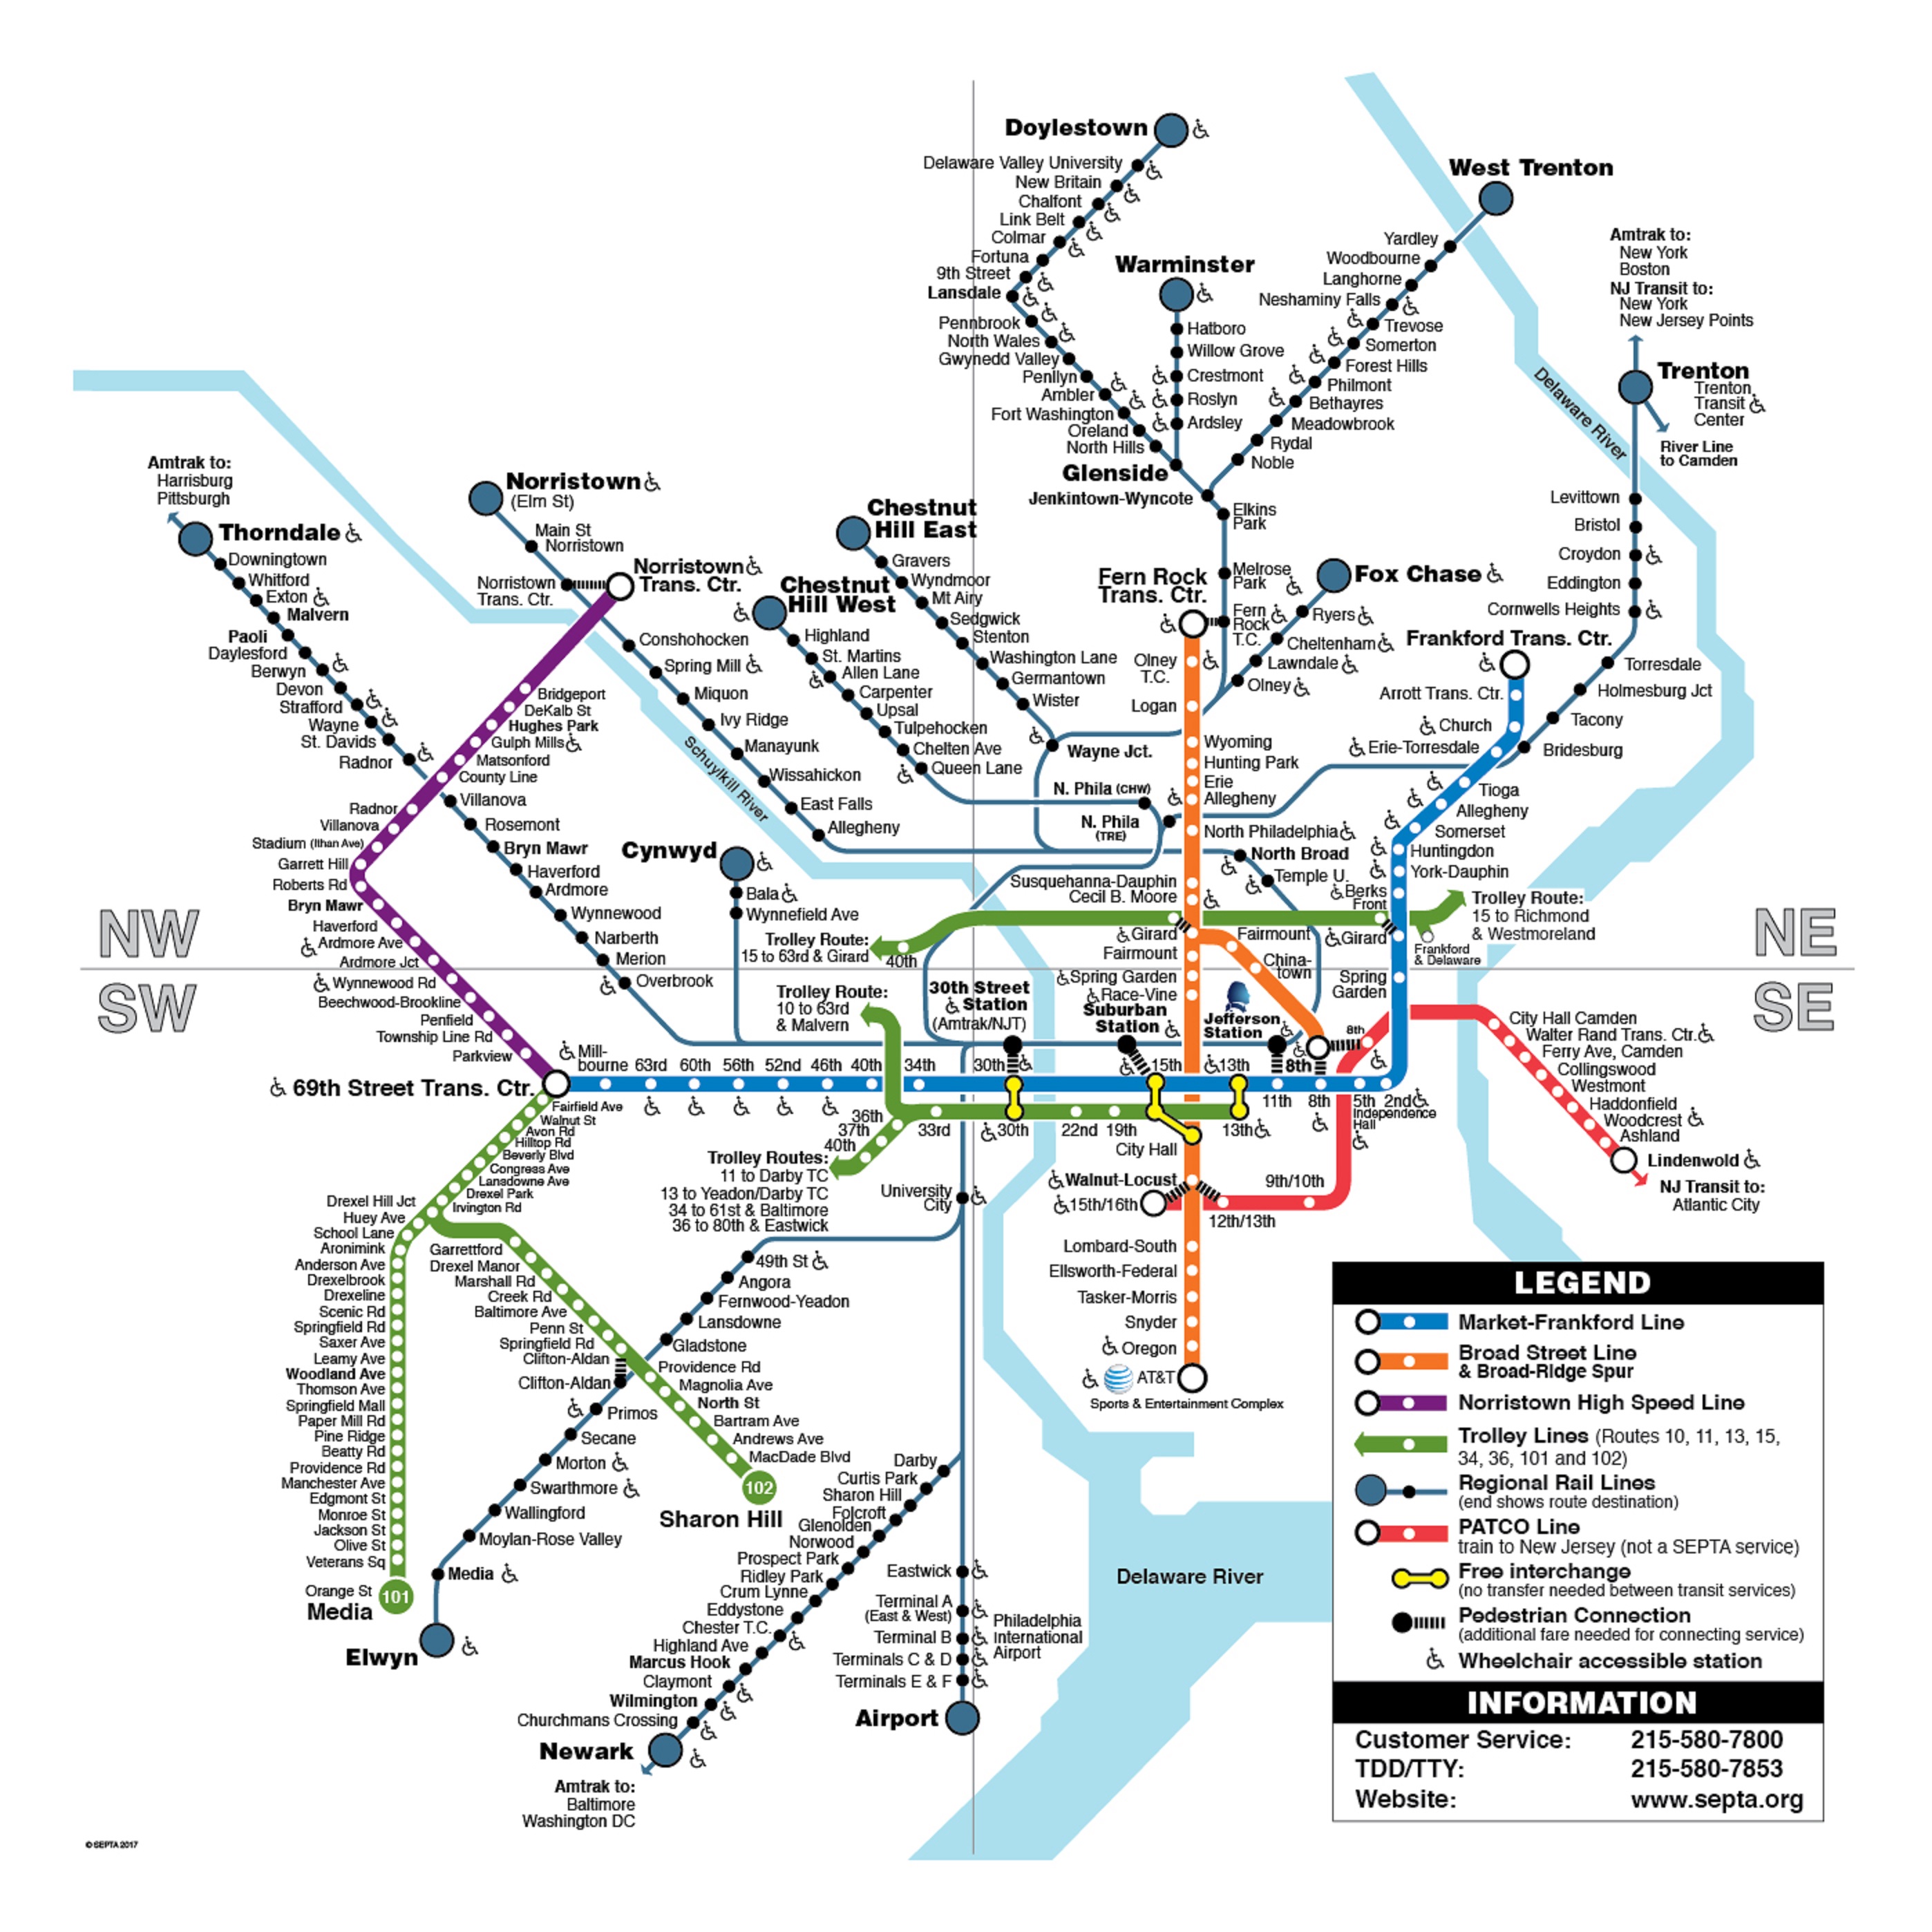 Doylestown
Delaware Valley University
New Britain
Chalfont
Link Belt
Colmar
Fortuna
9th Street
Lansdale
Pennbrook
North Wales
Gwynedd Valley
Penllyn
Ambler
Fort Washington
Oreland
North Hills
Glenside
Jenkintown-Wyncote
Warminster
Hatboro
Willow Grove
Crestmont
Roslyn
Ardsley
West Trenton
Yardley
Woodbourne
Langhorne
Neshaminy Falls
Trevose
Somerton
Forest Hills
Philmont
Bethayres
Meadowbrook
Rydal
Noble
Elkins
Park
Melrose
Park
Fern
Rock
T.C.
Amtrak to:
New York
Boston
NJ Transit to:
New York
New Jersey Points
Trenton
Trenton
Transit
Center
River Line
to Camden
Delaware River
Levittown
Bristol
Croydon
Eddington
Cornwells Heights
Torresdale
Holmesburg Jct
Tacony
Bridesburg
Amtrak to:
Harrisburg
Pittsburgh
Thorndale
Downingtown
Whitford
Exton
Malvern
Paoli
Daylesford
Berwyn
Devon
Strafford
Wayne
St. Davids
Radnor
Villanova
Rosemont
Bryn Mawr
Haverford
Ardmore
Wynnewood
Narberth
Merion
Overbrook
Norristown
(Elm St)
Main St
Norristown
Norristown
Trans. Ctr.
Norristown
Trans. Ctr.
Conshohocken
Spring Mill
Miquon
Ivy Ridge
Manayunk
Wissahickon
East Falls
Allegheny
Schuylkill River
Chestnut
Hill West
Highland
St. Martins
Allen Lane
Carpenter
Upsal
Tulpehocken
Chelten Ave
Queen Lane
Chestnut
Hill East
Gravers
Wyndmoor
Mt Airy
Sedgwick
Stenton
Washington Lane
Germantown
Wister
Wayne Jct.
N. Phila (CHW)
N. Phila
(TRE)
Fox Chase
Ryers
Cheltenham
Lawndale
Olney
Fern Rock
Trans. Ctr.
Olney
T.C.
Logan
Wyoming
Hunting Park
Erie
Allegheny
North Philadelphia
North Broad
Temple U.
Susquehanna-Dauphin
Cecil B. Moore
Girard
Fairmount
Fairmount
China-
town
Spring Garden
Race-Vine
Frankford Trans. Ctr.
Arrott Trans. Ctr.
Church
Erie-Torresdale
Tioga
Allegheny
Somerset
Huntingdon
York-Dauphin
Berks
Front
Girard
Spring
Garden
Trolley Route:
15 to Richmond
& Westmoreland
Frankford
& Delaware
Bridgeport
DeKalb St
Hughes Park
Gulph Mills
Matsonford
County Line
Radnor
Villanova
Stadium (Ithan Ave)
Garrett Hill
Roberts Rd
Bryn Mawr
Haverford
Ardmore Ave
Ardmore Jct
Wynnewood Rd
Beechwood-Brookline
Penfield
Township Line Rd
Parkview
Cynwyd
Bala
Wynnefield Ave
Trolley Route:
15 to 63rd & Girard
40th
NW
SW
NE
SE
Trolley Route:
10 to 63rd
& Malvern
30th Street
Station
(Amtrak/NJT)
Suburban
Station
Jefferson
Station
8th
69th Street Trans. Ctr.
Mill-
bourne
63rd
60th
56th
52nd
46th
40th
34th
30th
15th
13th
8th
11th
8th
5th
Independence
Hall
2nd
36th
37th
40th
33rd
30th
22nd
19th
13th
City Hall
Trolley Routes:
11 to Darby TC
13 to Yeadon/Darby TC
34 to 61st & Baltimore
36 to 80th & Eastwick
University
City
Walnut-Locust
15th/16th
12th/13th
9th/10th
Lombard-South
Ellsworth-Federal
Tasker-Morris
Snyder
Oregon
AT&T
Sports & Entertainment Complex
City Hall Camden
Walter Rand Trans. Ctr.
Ferry Ave, Camden
Collingswood
Westmont
Haddonfield
Woodcrest
Ashland
Lindenwold
NJ Transit to:
Atlantic City
Fairfield Ave
Walnut St
Avon Rd
Hilltop Rd
Beverly Blvd
Congress Ave
Lansdowne Ave
Drexel Park
Irvington Rd
Drexel Hill Jct
Huey Ave
School Lane
Aronimink
Anderson Ave
Drexelbrook
Drexeline
Scenic Rd
Springfield Rd
Saxer Ave
Leamy Ave
Woodland Ave
Thomson Ave
Springfield Mall
Paper Mill Rd
Pine Ridge
Beatty Rd
Providence Rd
Manchester Ave
Edgmont St
Monroe St
Jackson St
Olive St
Veterans Sq
Orange St
Media
101
Garrettford
Drexel Manor
Marshall Rd
Creek Rd
Baltimore Ave
Penn St
Springfield Rd
Clifton-Aldan
Providence Rd
Magnolia Ave
North St
Bartram Ave
Andrews Ave
MacDade Blvd
102
Sharon Hill
49th St
Angora
Fernwood-Yeadon
Lansdowne
Gladstone
Clifton-Aldan
Primos
Secane
Morton
Swarthmore
Wallingford
Moylan-Rose Valley
Media
Elwyn
Darby
Curtis Park
Sharon Hill
Folcroft
Glenolden
Norwood
Prospect Park
Ridley Park
Crum Lynne
Eddystone
Chester T.C.
Highland Ave
Marcus Hook
Claymont
Wilmington
Churchmans Crossing
Newark
Amtrak to:
Baltimore
Washington DC
Eastwick
Terminal A
(East & West)
Terminal B
Terminals C & D
Terminals E & F
Philadelphia
International
Airport
Airport
Delaware River
LEGEND
Market-Frankford Line
Broad Street Line
& Broad-Ridge Spur
Norristown High Speed Line
Trolley Lines (Routes 10, 11, 13, 15,
34, 36, 101 and 102)
Regional Rail Lines
(end shows route destination)
PATCO Line
train to New Jersey (not a SEPTA service)
Free interchange
(no transfer needed between transit services)
Pedestrian Connection
(additional fare needed for connecting service)
Wheelchair accessible station
INFORMATION
Customer Service: 215-580-7800
TDD/TTY: 215-580-7853
Website: www.septa.org
© SEPTA 2017